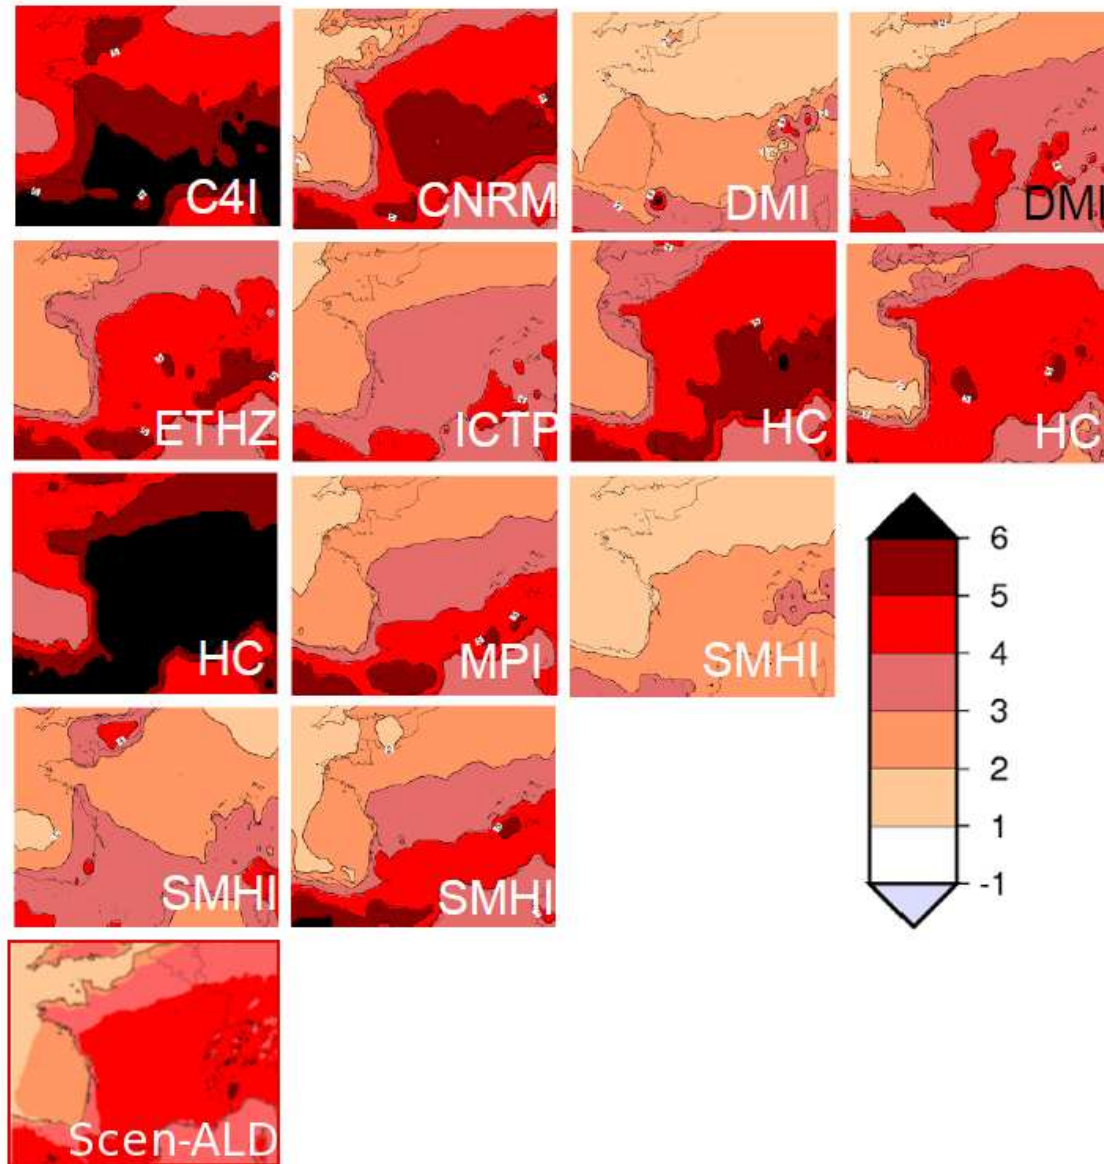 C4I
CNRM
DMI
DMI
ETHZ
ICTP
HC
HC
HC
MPI
SMHI
6
5
4
3
2
1
-1
SMHI
SMHI
Scen-ALD